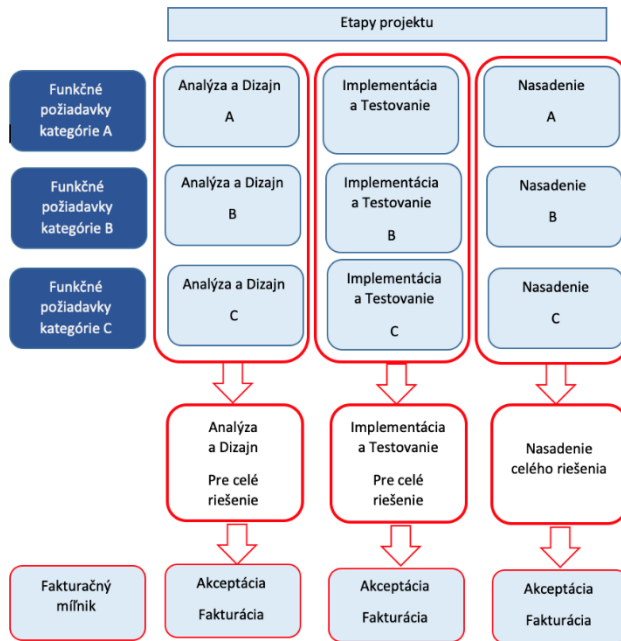 Etapy projektu
Funkčné
požiadavky
kategórie A
Analýza a Dizajn
A
Implementácia
a Testovanie
Nasadenie
A
Funkčné
požiadavky
kategórie B
Analýza a Dizajn
B
Implementácia
a Testovanie
B
Nasadenie
B
Funkčné
požiadavky
kategórie C
Analýza a Dizajn
C
Implementácia
a Testovanie
C
Nasadenie
C
Analýza
a Dizajn
Pre celé
riešenie
Implementácia
a Testovanie
Pre celé
riešenie
Nasadenie
celého riešenia
Fakturačný
míľnik
Akceptácia
Fakturácia
Akceptácia
Fakturácia
Akceptácia
Fakturácia